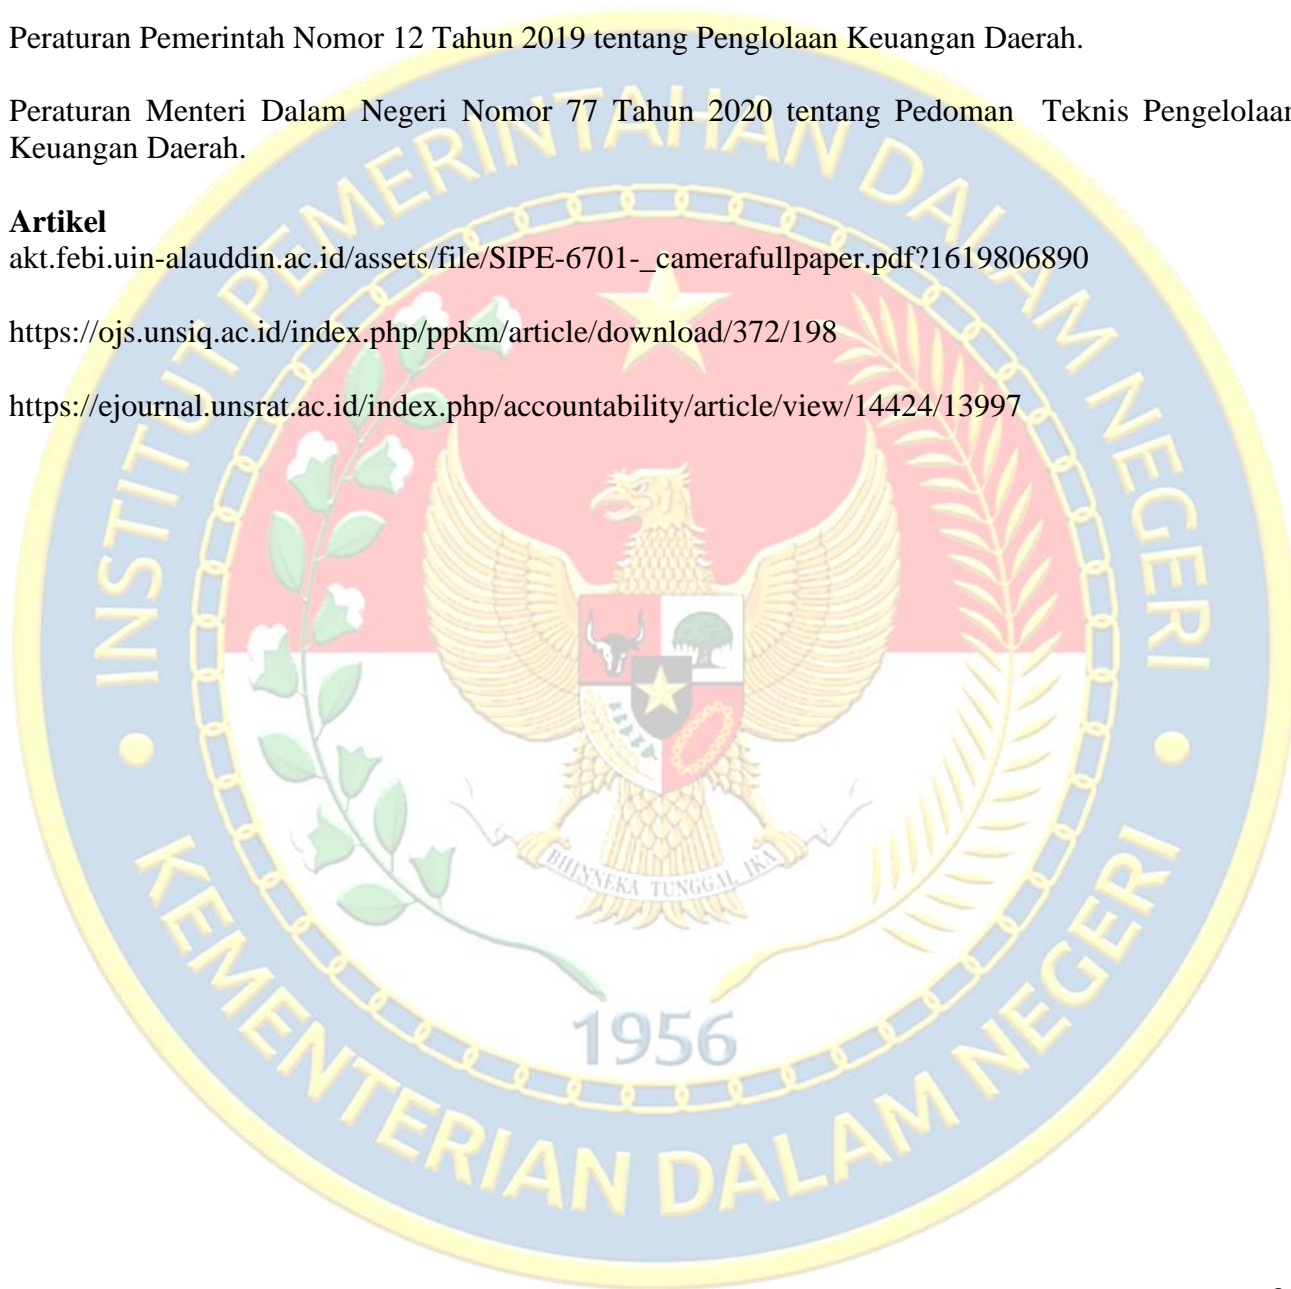 Peraturan Pemerintah Nomor 12 Tahun 2019 tentang Penglolaan Keuangan Daerah.
Peraturan Menteri Dalam Negeri Nomor 77 Tahun 2020 tentang Pedoman Teknis Pengelolaan
Keuangan Daerah.
Artikel
akt.febi.uin-alauddin.ac.id/assets/file/SIPE-6701-_camerafullpaper.pdf?1619806890
https://ojs.unsiq.ac.id/index.php/ppkm/article/download/372/198
https://ejournal.unsrat.ac.id/index.php/accountability/article/view/14424/13997
INSTITUT PEMERINTAHAN DALAM NEGERI
BHINNEKA TUNGGAL IKA
1956
KEMENTERIAN DALAM NEGERI